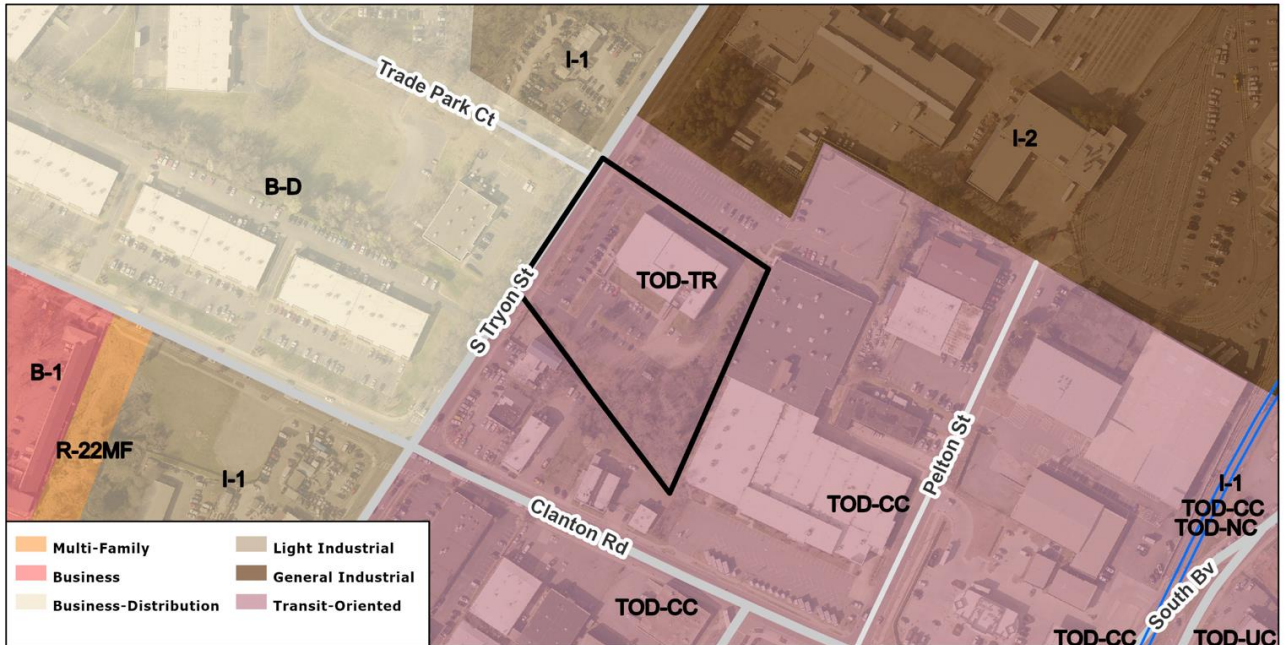 I-1
Trade Park Ct
I-2
B-D
TOD-TR
S Tryon St
B-1
R-22MF
I-1
Pelton St
I-1
TOD-CC
TOD-CC
TOD-NC
Clanton Rd
South Bv
TOD-CC
TOD-CC
TOD-UC
Multi-Family
Business
Business-Distribution
Light Industrial
General Industrial
Transit-Oriented